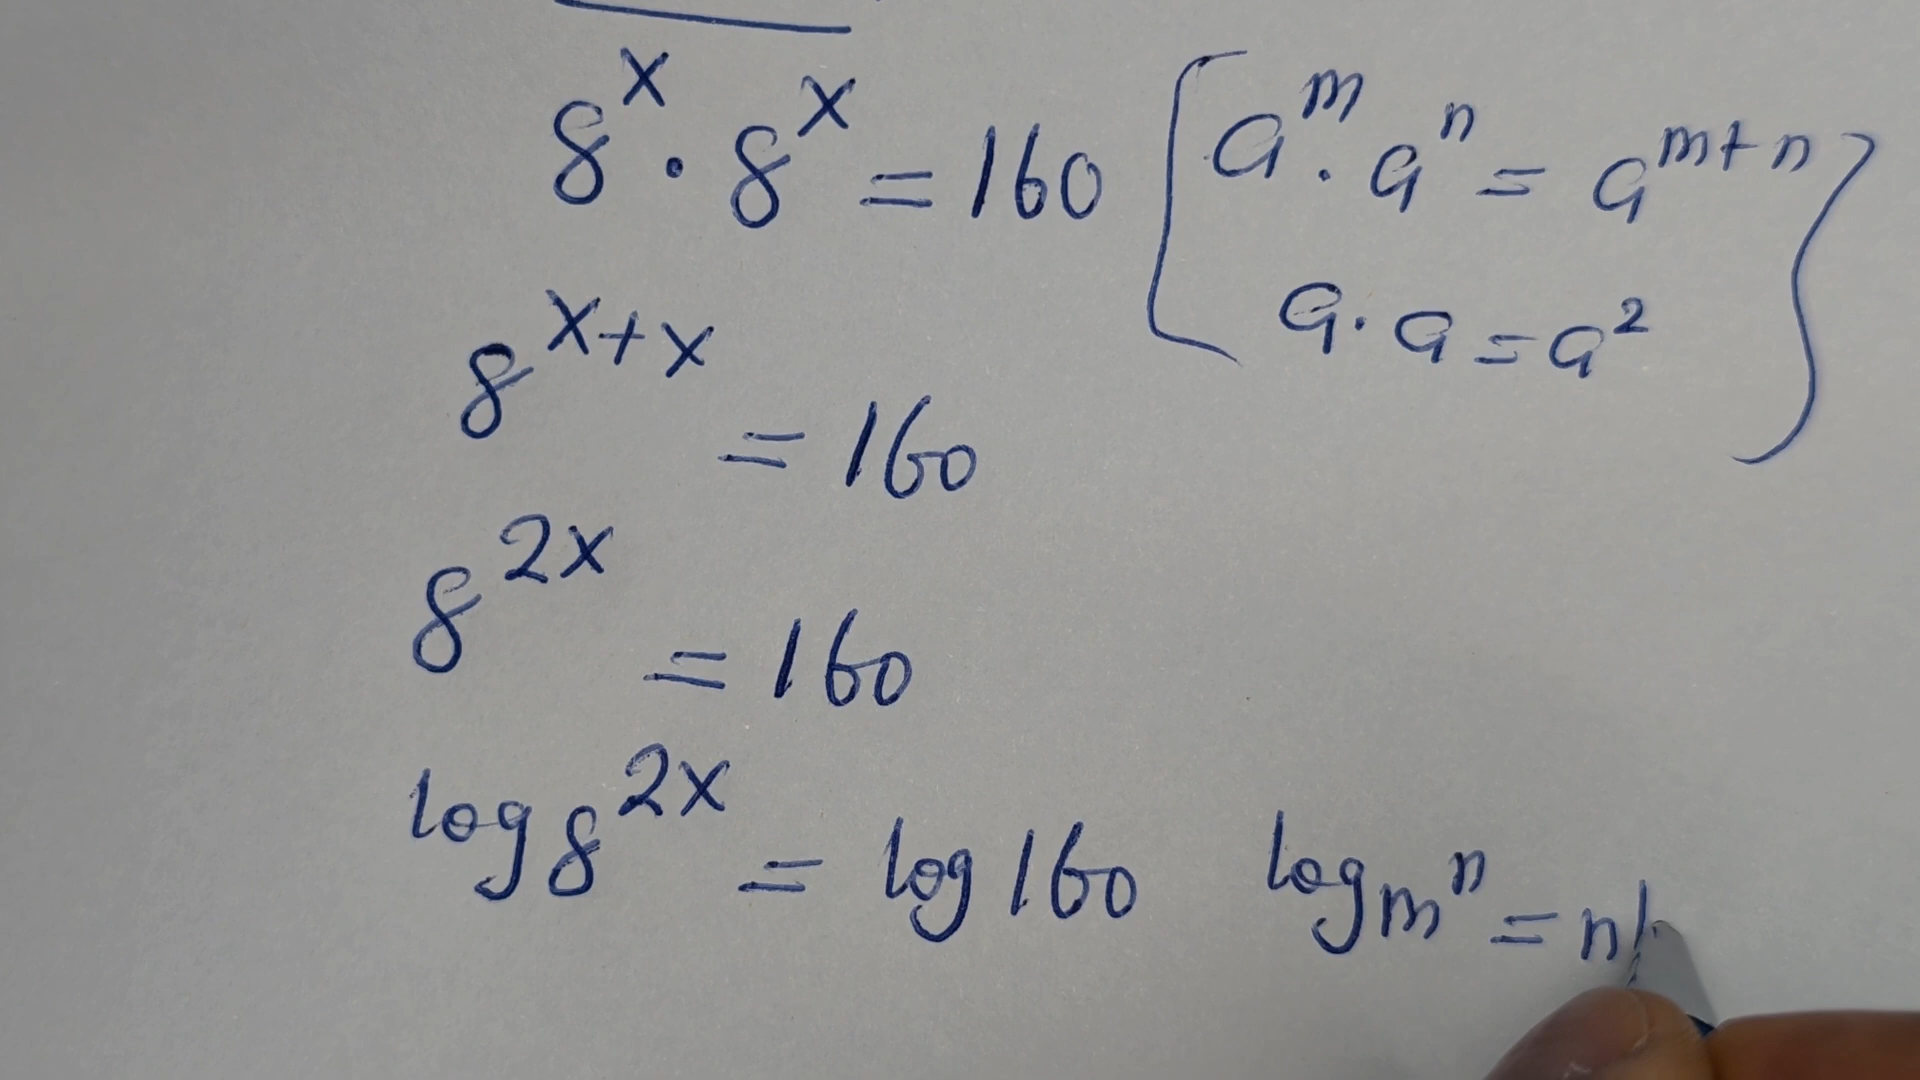 8^x · 8^x = 160 [a^m · a^n = a^{m+n}
a · a = a^2}
8^{x+x} = 160
8^{2x} = 160
log 8^{2x} = log 160 log m^n = n